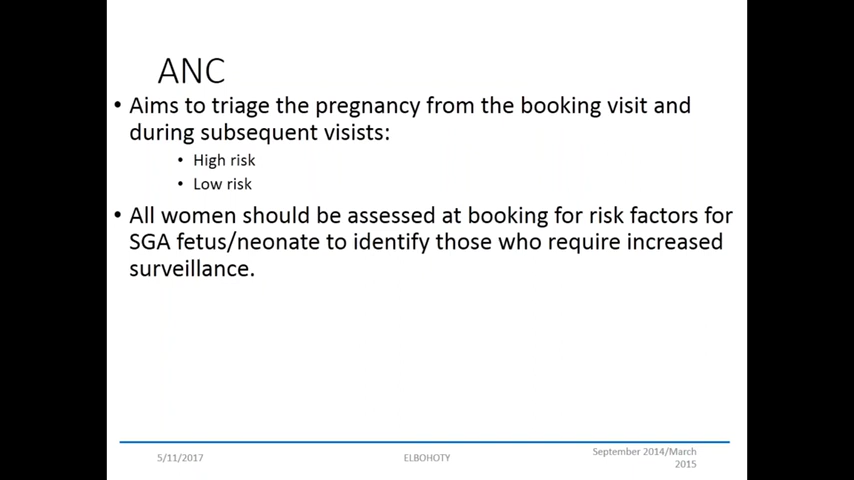 ANC
• Aims to triage the pregnancy from the booking visit and
during subsequent visists:
• High risk
• Low risk
• All women should be assessed at booking for risk factors for
SGA fetus/neonate to identify those who require increased
surveillance.
5/11/2017
ELBOHOTY
September 2014/March
2015